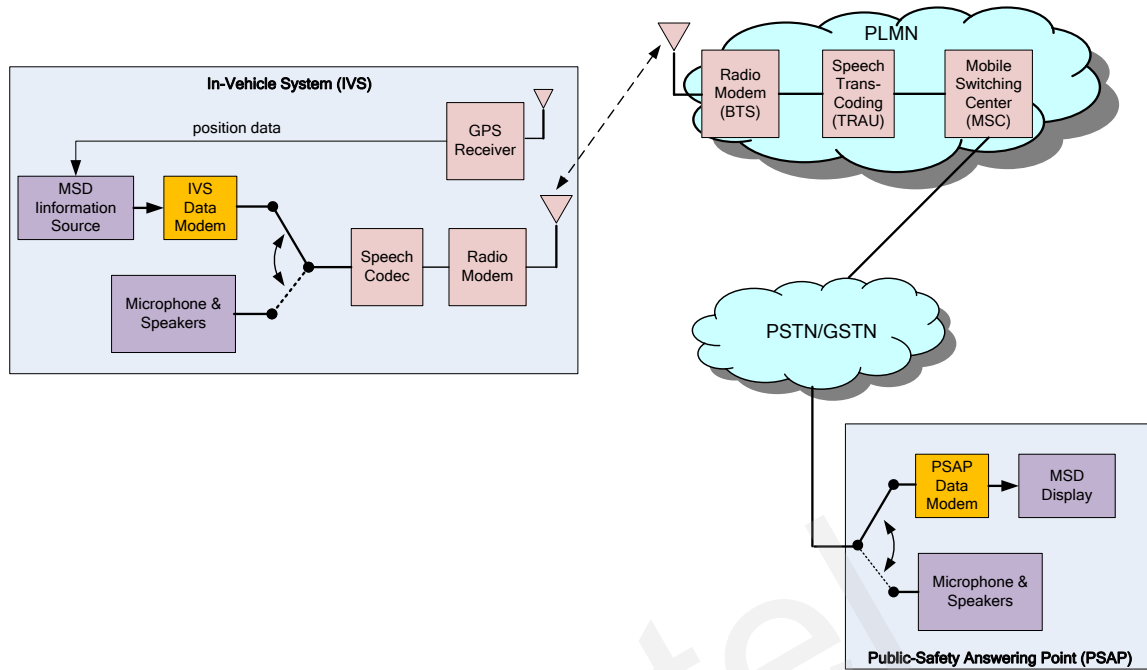 In-Vehicle System (IVS)
position data
GPS
Receiver
MSD
Iinformation
Source
IVS
Data
Modem
Speech
Codec
Radio
Modem
Microphone &
Speakers
PLMN
Radio
Modem
(BTS)
Speech
Trans-
Coding
(TRAU)
Mobile
Switching
Center
(MSC)
PSTN/GSTN
PSAP
Data
Modem
MSD
Display
Microphone &
Speakers
Public-Safety Answering Point (PSAP)